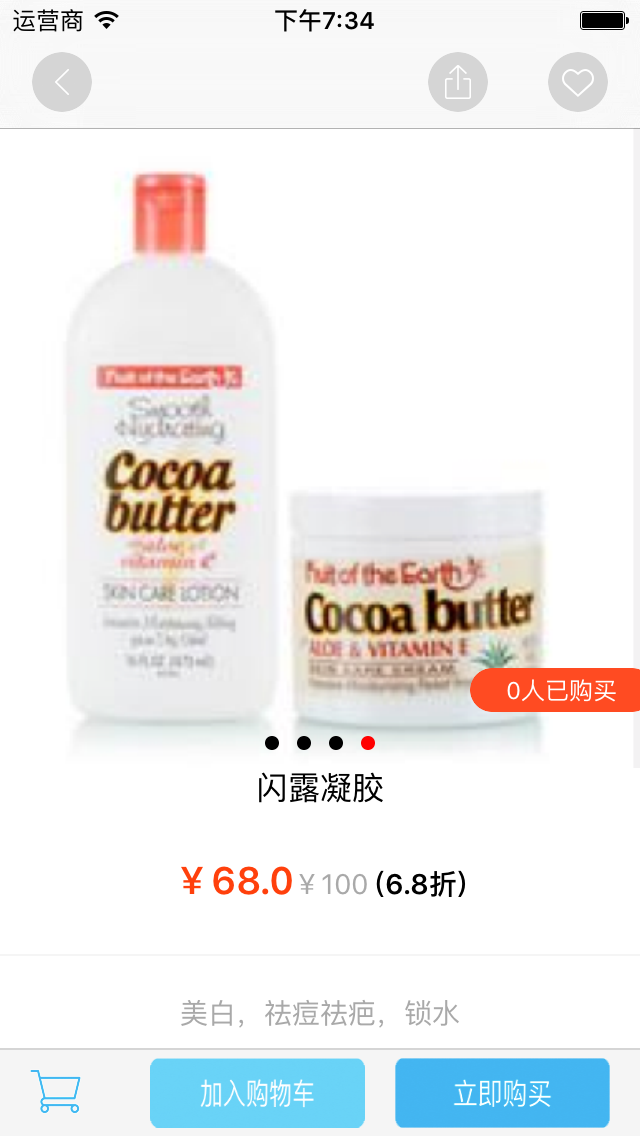 运营商
下午7:34
Fruit of the Earth
Smooth
Hydrating
Cocoa
butter
vitamin e
SKIN CARE LOTION
Fruit of the Earth
Cocoa butter
ALOE & VITAMIN E
SKIN CARE CREAM
0人已购买
闪露凝胶
¥ 68.0 ¥ 100 (6.8折)
美白，祛痘祛疤，锁水
加入购物车
立即购买